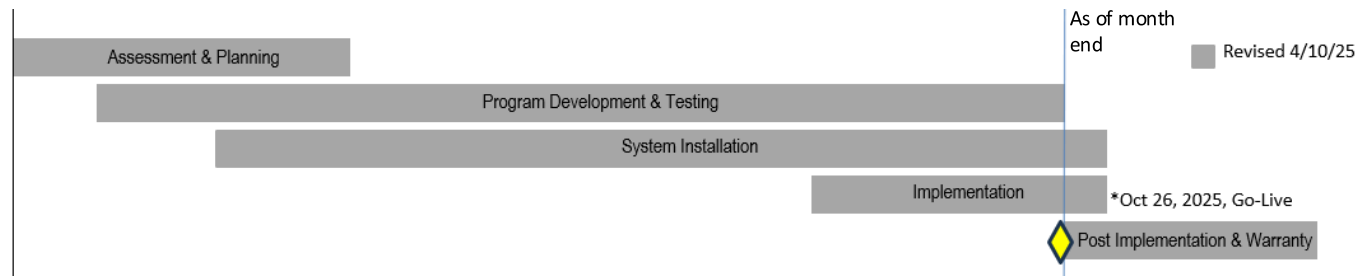 As of month
end
Assessment & Planning
Revised 4/10/25
Program Development & Testing
System Installation
Implementation
*Oct 26, 2025, Go-Live
Post Implementation & Warranty